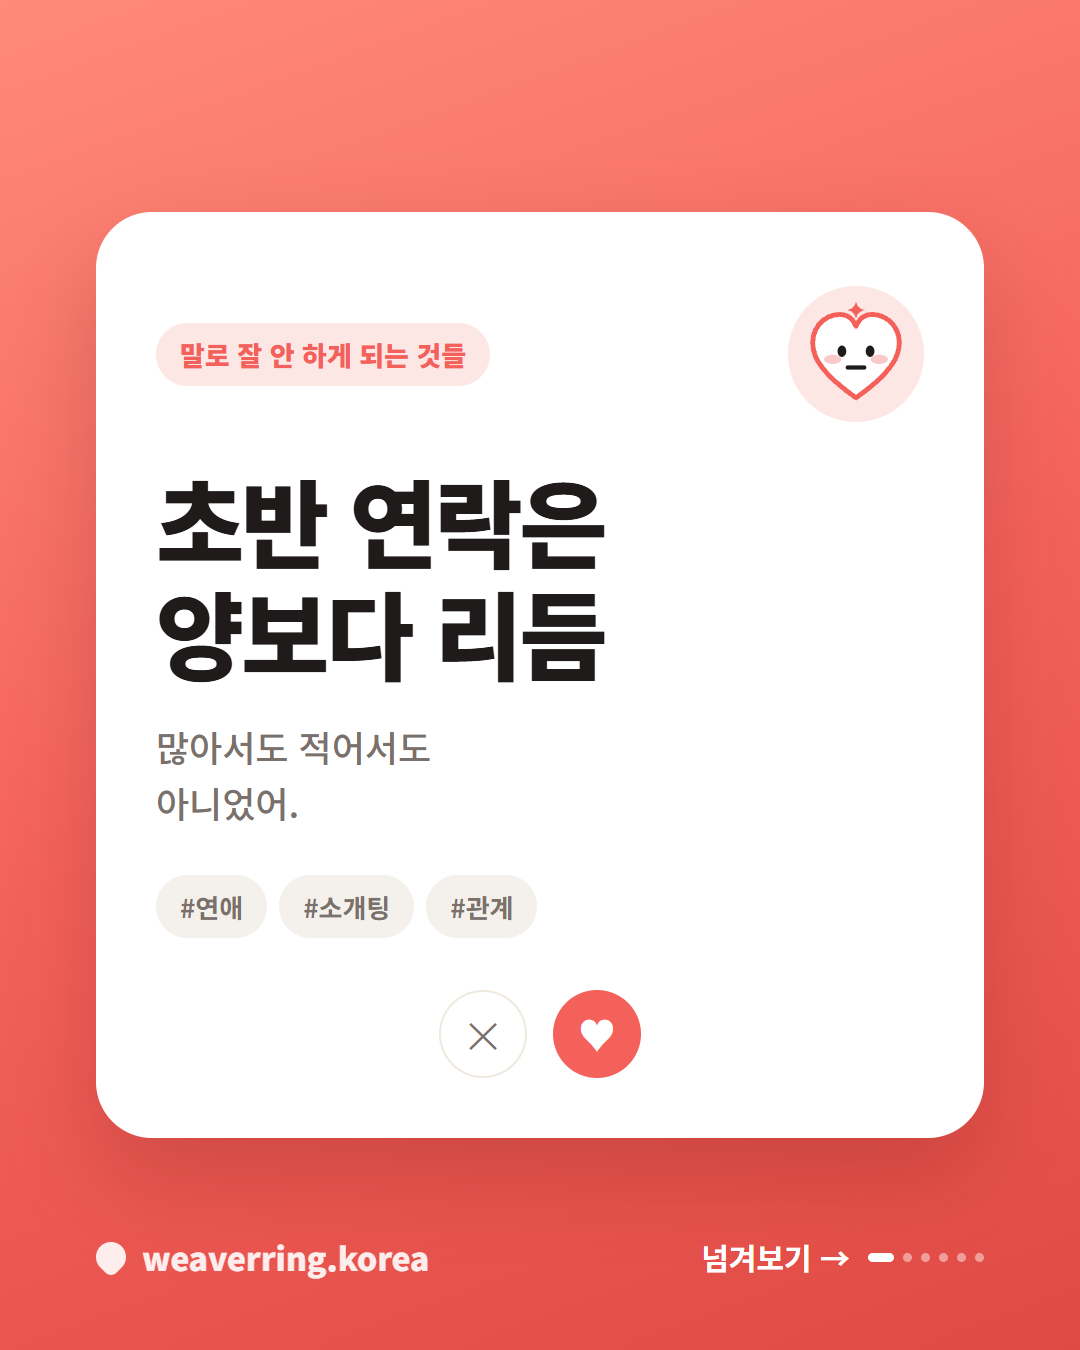 말로 잘 안 하게 되는 것들
초반 연락은
양보다 리듬
많아서도 적어서도
아니었어.
#연애 #소개팅 #관계
weaverring.korea
넘겨보기 →